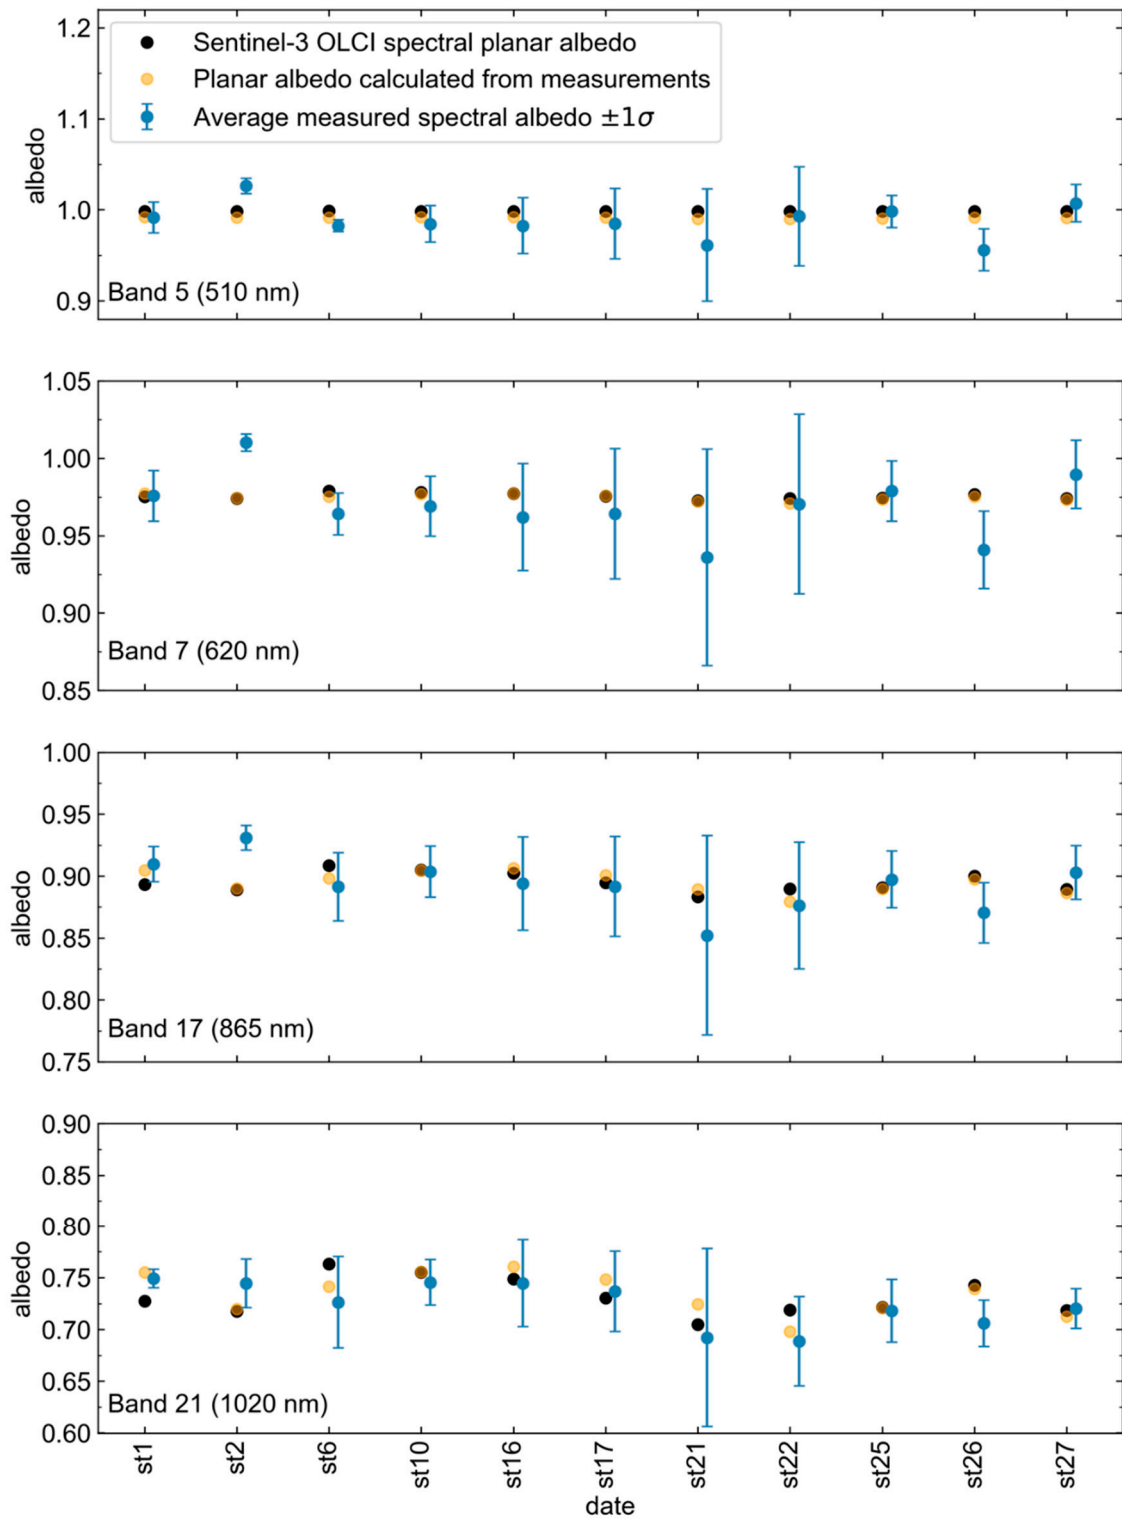 1.2
Sentinel-3 OLCI spectral planar albedo
Planar albedo calculated from measurements
Average measured spectral albedo ±1σ
1.1
1.0
0.9
albedo
Band 5 (510 nm)
1.05
1.00
0.95
0.90
0.85
albedo
Band 7 (620 nm)
1.00
0.95
0.90
0.85
0.80
0.75
albedo
Band 17 (865 nm)
0.90
0.85
0.80
0.75
0.70
0.65
0.60
albedo
Band 21 (1020 nm)
st1 st2 st6 st10 st16 st17 st21 st22 st25 st26 st27
date